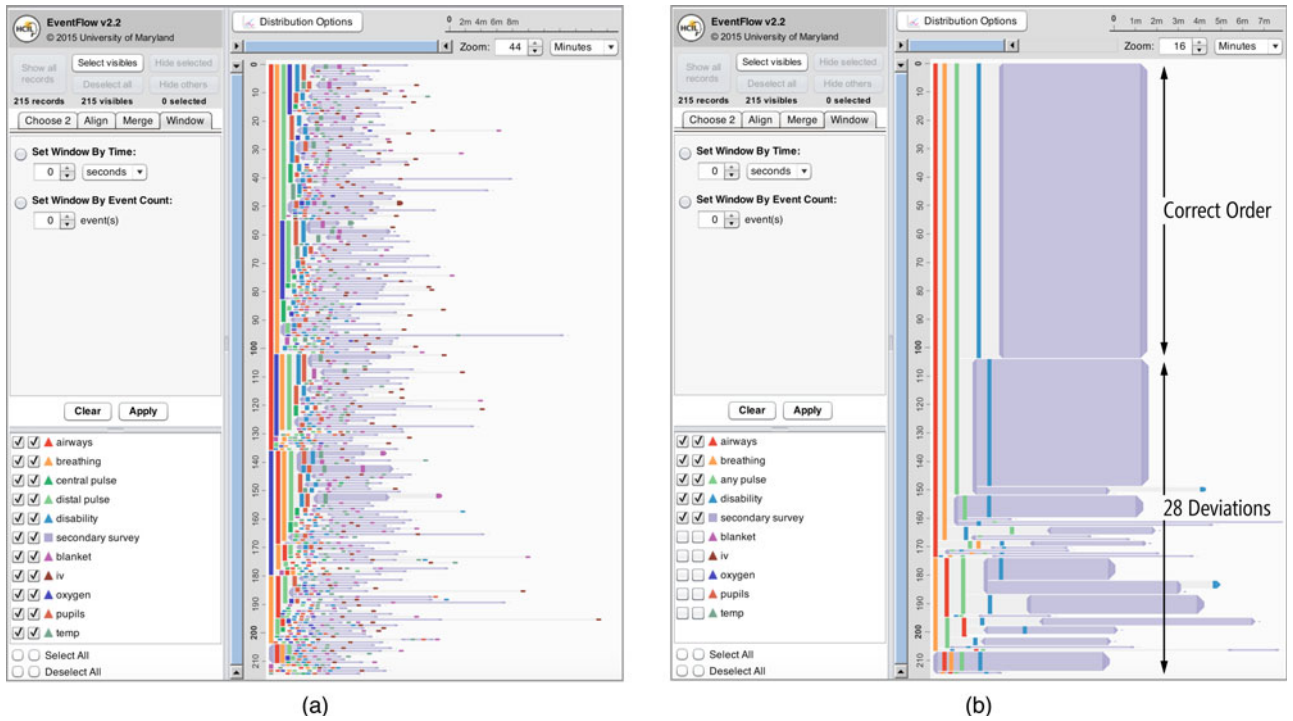 EventFlow v2.2
© 2015 University of Maryland
HCIL
Show all records
Select visibles
Hide selected
Deselect all
Hide others
215 records 215 visibles 0 selected
Choose 2 Align Merge Window
Set Window By Time:
0 seconds
Set Window By Event Count:
0 event(s)
Clear Apply
airways
breathing
central pulse
distal pulse
disability
secondary survey
blanket
iv
oxygen
pupils
temp
Select All
Deselect All
Distribution Options
0 2m 4m 6m 8m
Zoom: 44 Minutes
0
10
20
30
40
50
60
70
80
90
100
110
120
130
140
150
160
170
180
190
200
210
(a)
EventFlow v2.2
© 2015 University of Maryland
HCIL
Show all records
Select visibles
Hide selected
Deselect all
Hide others
215 records 215 visibles 0 selected
Choose 2 Align Merge Window
Set Window By Time:
0 seconds
Set Window By Event Count:
0 event(s)
Clear Apply
airways
breathing
any pulse
disability
secondary survey
blanket
iv
oxygen
pupils
temp
Select All
Deselect All
Distribution Options
0 1m 2m 3m 4m 5m 6m 7m
Zoom: 16 Minutes
0
10
20
30
40
50
60
70
80
90
100
110
120
130
140
150
160
170
180
190
200
210
Correct Order
28 Deviations
(b)